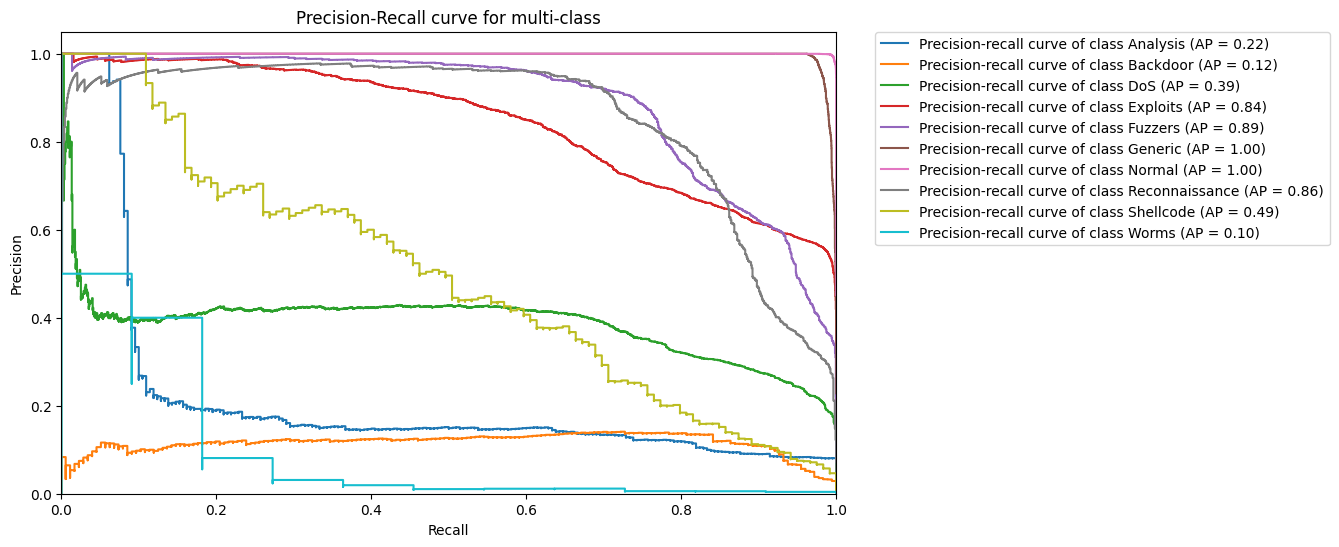 Precision-Recall curve for multi-class
Precision
1.0
0.8
0.6
0.4
0.2
0.0
0.0 0.2 0.4 0.6 0.8 1.0
Recall
Precision-recall curve of class Analysis (AP = 0.22)
Precision-recall curve of class Backdoor (AP = 0.12)
Precision-recall curve of class DoS (AP = 0.39)
Precision-recall curve of class Exploits (AP = 0.84)
Precision-recall curve of class Fuzzers (AP = 0.89)
Precision-recall curve of class Generic (AP = 1.00)
Precision-recall curve of class Normal (AP = 1.00)
Precision-recall curve of class Reconnaissance (AP = 0.86)
Precision-recall curve of class Shellcode (AP = 0.49)
Precision-recall curve of class Worms (AP = 0.10)